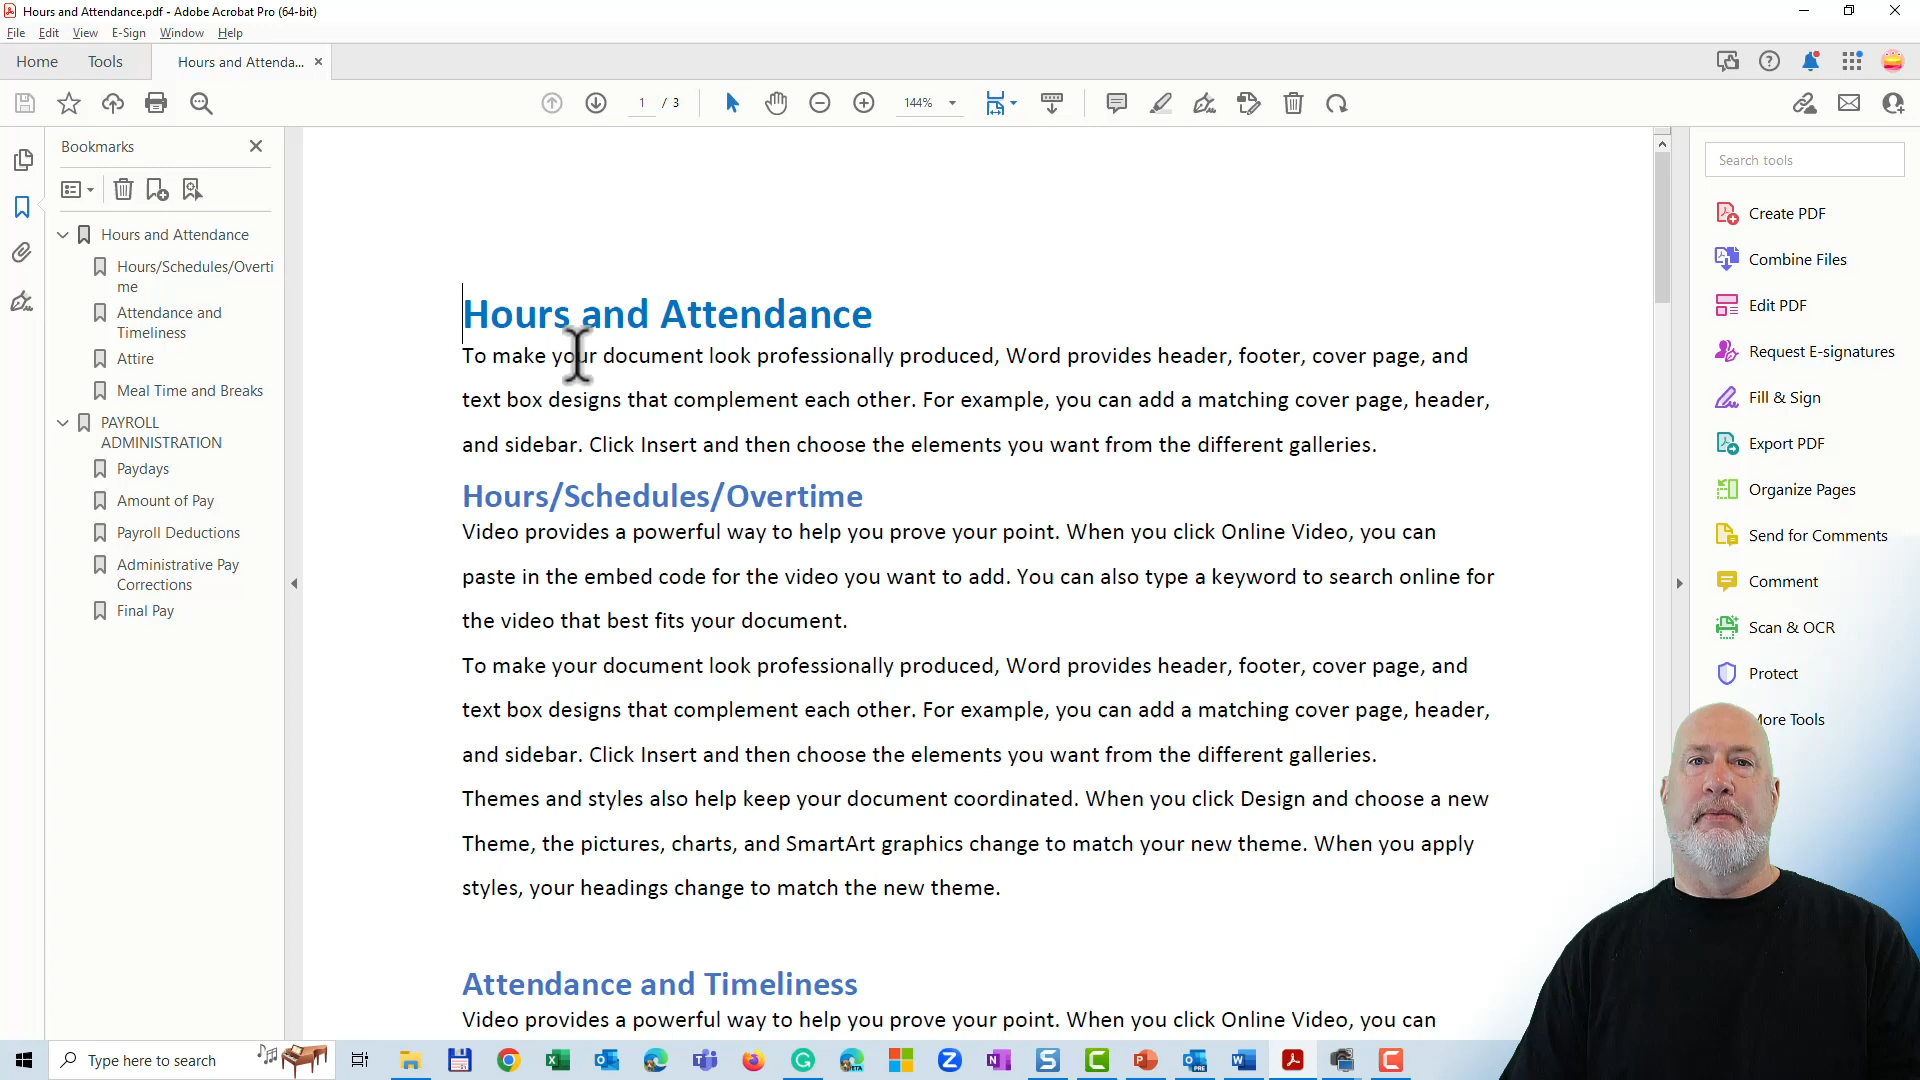 Hours and Attendance.pdf - Adobe Acrobat Pro (64-bit)
File Edit View E-Sign Window Help
Home Tools Hours and Attenda... ×
1 / 3 144%
Bookmarks
Hours and Attendance
Hours/Schedules/Overti
me
Attendance and
Timeliness
Attire
Meal Time and Breaks
PAYROLL
ADMINISTRATION
Paydays
Amount of Pay
Payroll Deductions
Administrative Pay
Corrections
Final Pay
Hours and Attendance
To make your document look professionally produced, Word provides header, footer, cover page, and
text box designs that complement each other. For example, you can add a matching cover page, header,
and sidebar. Click Insert and then choose the elements you want from the different galleries.
Hours/Schedules/Overtime
Video provides a powerful way to help you prove your point. When you click Online Video, you can
paste in the embed code for the video you want to add. You can also type a keyword to search online for
the video that best fits your document.
To make your document look professionally produced, Word provides header, footer, cover page, and
text box designs that complement each other. For example, you can add a matching cover page, header,
and sidebar. Click Insert and then choose the elements you want from the different galleries.
Themes and styles also help keep your document coordinated. When you click Design and choose a new
Theme, the pictures, charts, and SmartArt graphics change to match your new theme. When you apply
styles, your headings change to match the new theme.
Attendance and Timeliness
Video provides a powerful way to help you prove your point. When you click Online Video, you can
Search tools
Create PDF
Combine Files
Edit PDF
Request E-signatures
Fill & Sign
Export PDF
Organize Pages
Send for Comments
Comment
Scan & OCR
Protect
More Tools
Type here to search